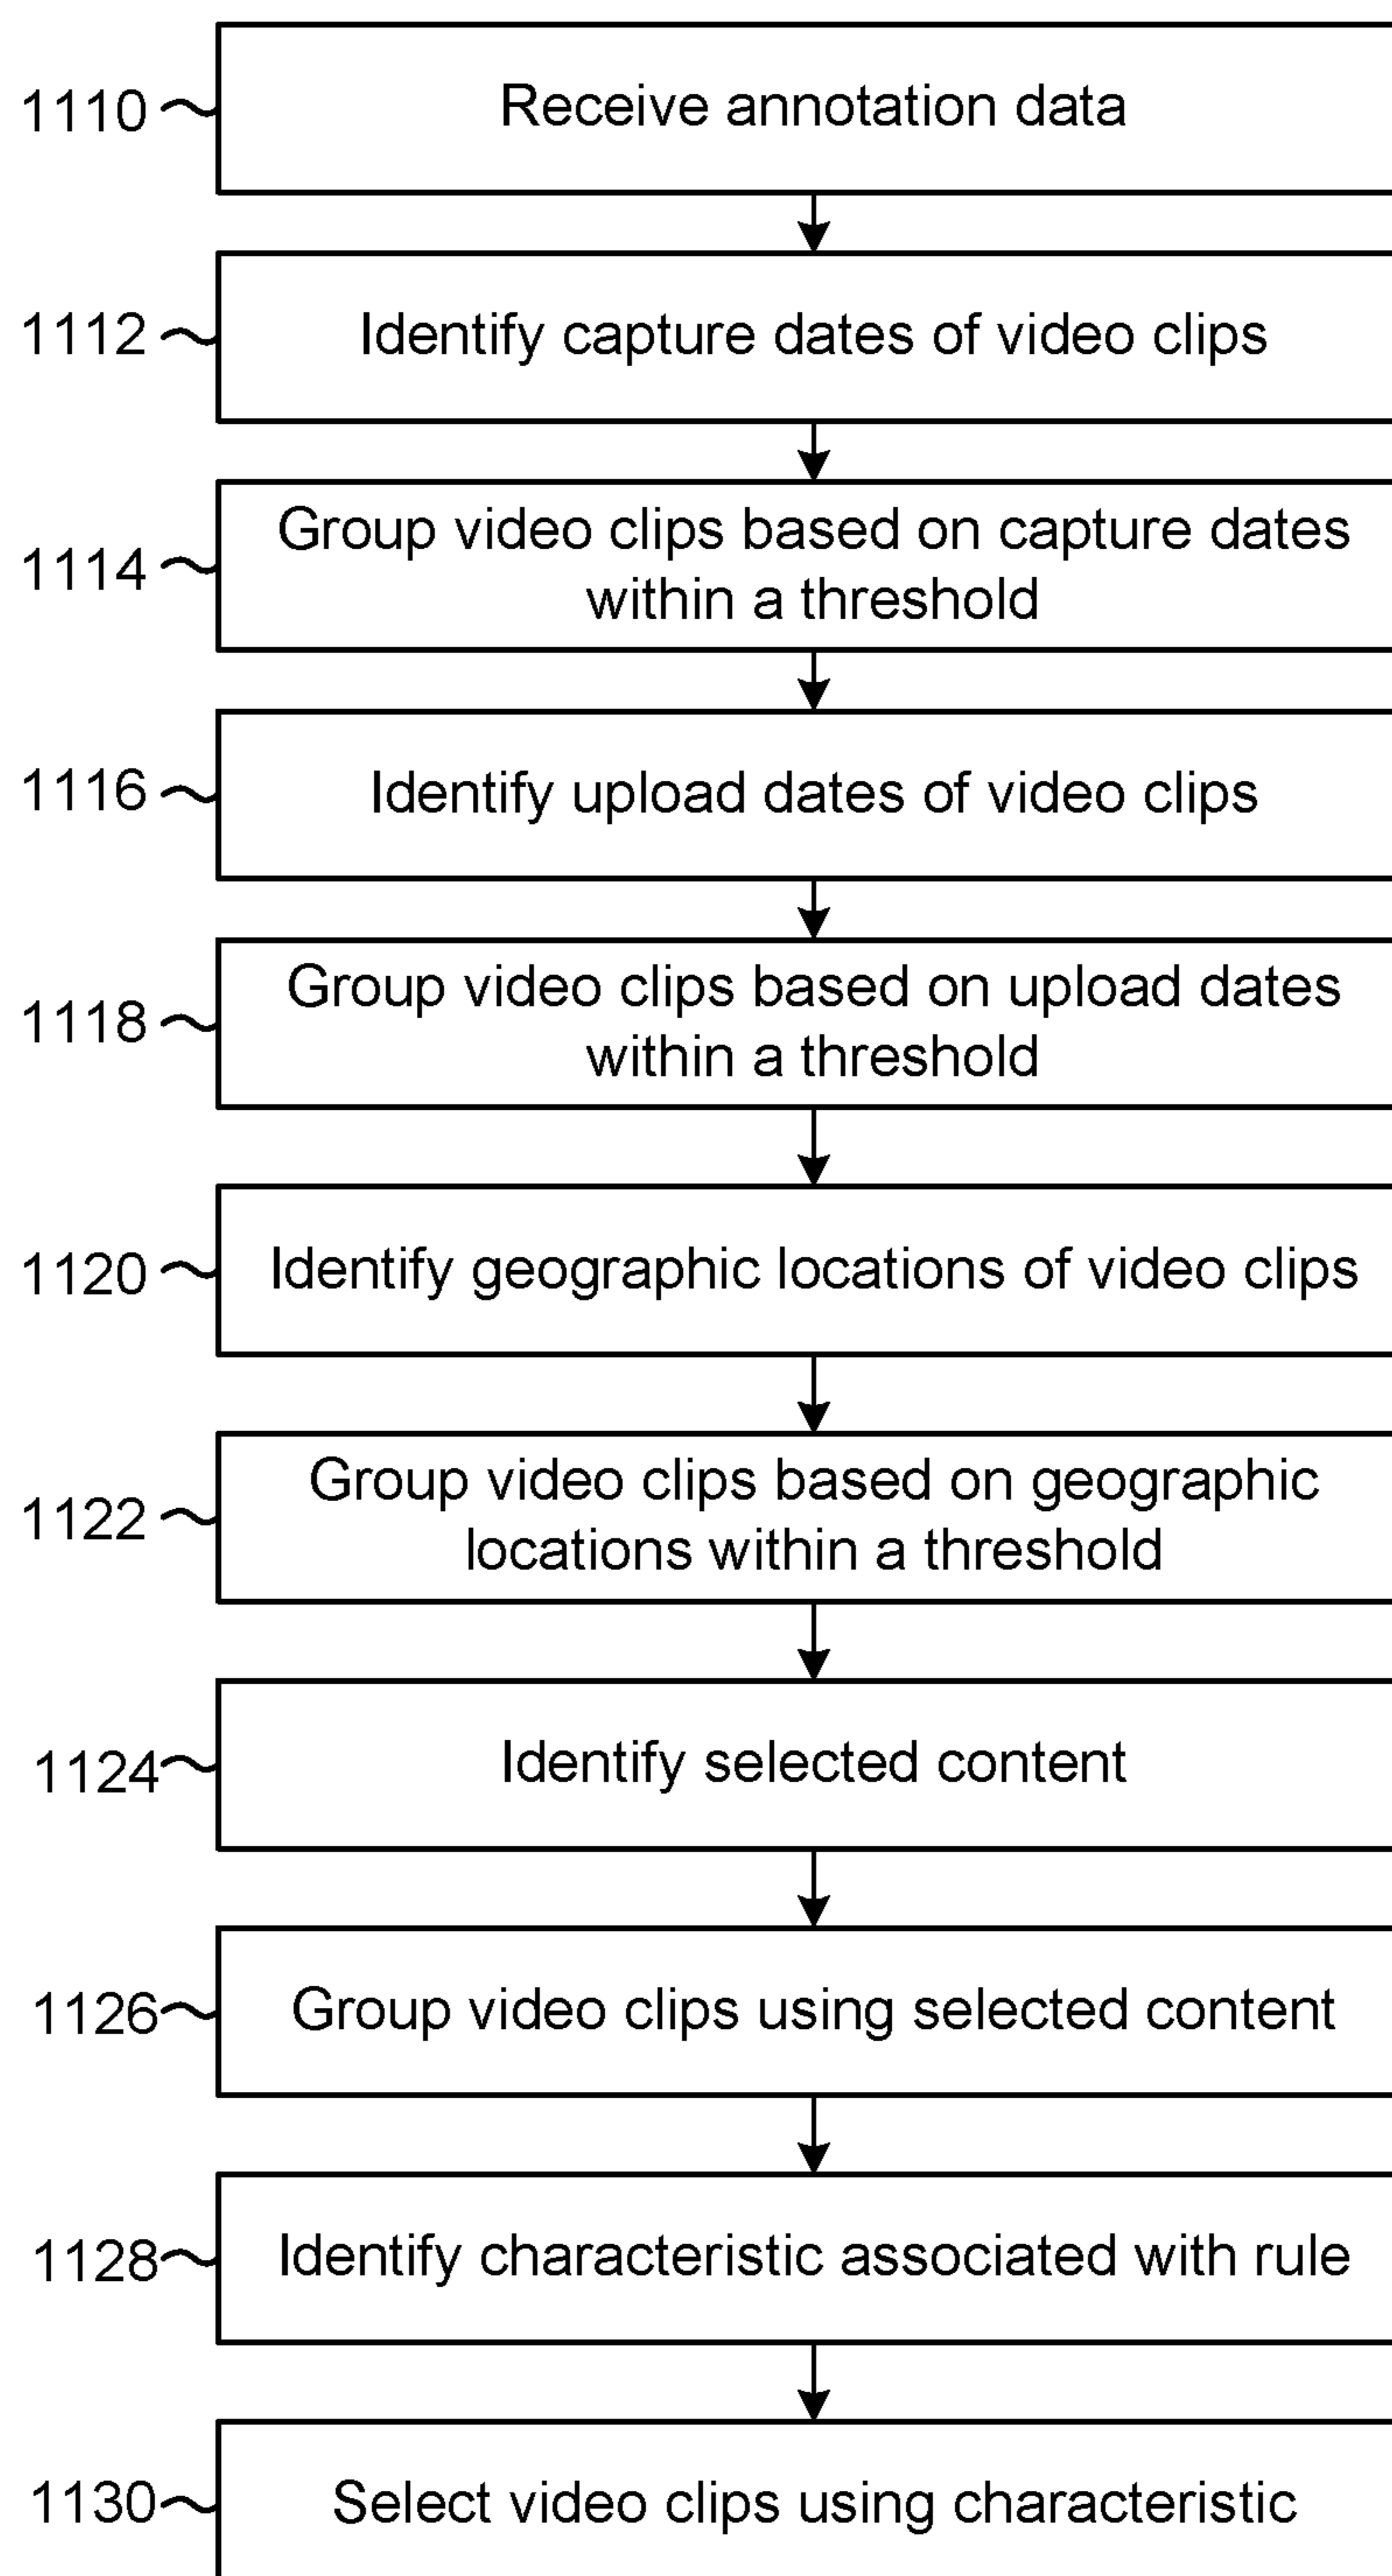 1110 Receive annotation data
1112 Identify capture dates of video clips
1114 Group video clips based on capture dates
within a threshold
1116 Identify upload dates of video clips
1118 Group video clips based on upload dates
within a threshold
1120 Identify geographic locations of video clips
1122 Group video clips based on geographic
locations within a threshold
1124 Identify selected content
1126 Group video clips using selected content
1128 Identify characteristic associated with rule
1130 Select video clips using characteristic